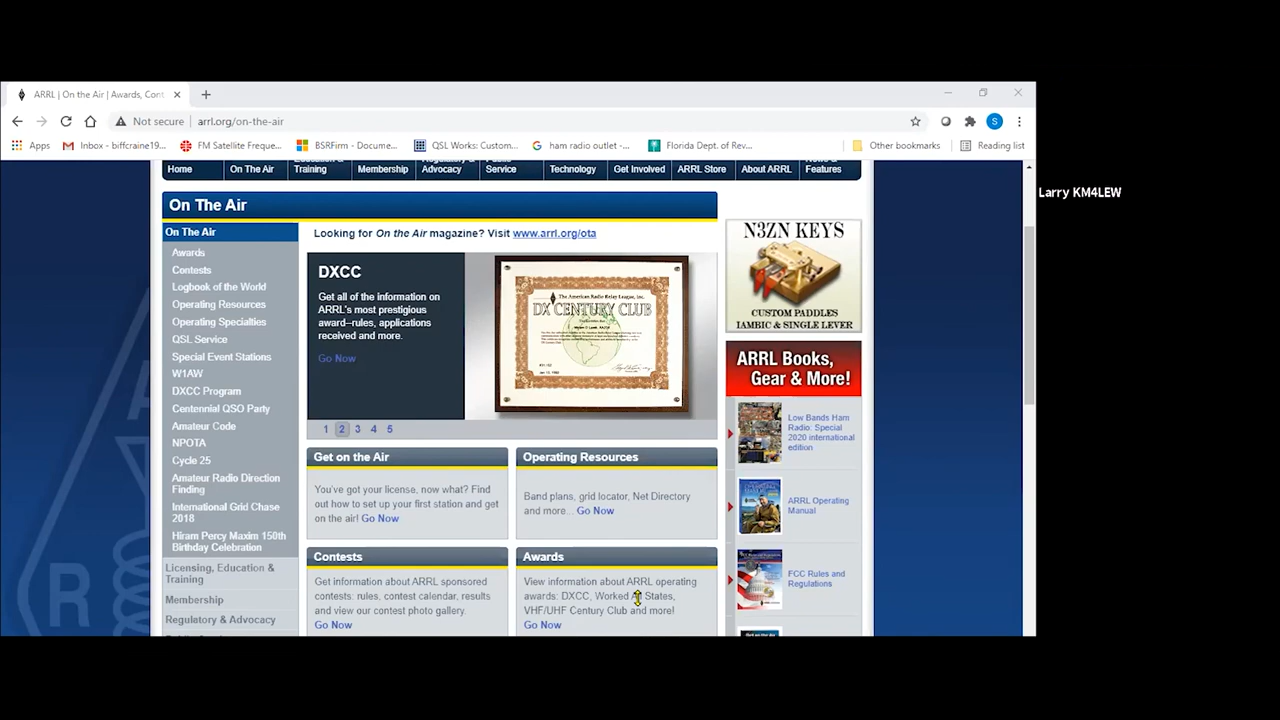 ARRL | On the Air | Awards, Cont
Not secure
arrl.org/on-the-air
Apps
Inbox - biffcraine19...
FM Satellite Freque...
BSRFirm - Docume...
QSL Works: Custom...
ham radio outlet -...
Florida Dept. of Rev...
Other bookmarks
Reading list
Larry KM4LEW
Home
On The Air
Training
Membership
Advocacy
Service
Technology
Get Involved
ARRL Store
About ARRL
Features
On The Air
On The Air
Awards
Contests
Logbook of the World
Operating Resources
Operating Specialties
QSL Service
Special Event Stations
W1AW
DXCC Program
Centennial QSO Party
Amateur Code
NPOTA
Cycle 25
Amateur Radio Direction
Finding
International Grid Chase
2018
Hiram Percy Maxim 150th
Birthday Celebration
Licensing, Education &
Training
Membership
Regulatory & Advocacy
Looking for On the Air magazine? Visit www.arrl.org/ota
DXCC
Get all of the information on
ARRL's most prestigious
award--rules, applications
received and more.
Go Now
The American Radio Relay League, Inc.
DX CENTURY CLUB
1 2 3 4 5
Get on the Air
You've got your license, now what? Find
out how to set up your first station and get
on the air! Go Now
Operating Resources
Band plans, grid locator, Net Directory
and more... Go Now
Contests
Get information about ARRL sponsored
contests: rules, contest calendar, results
and view our contest photo gallery.
Go Now
Awards
View information about ARRL operating
awards: DXCC, Worked All States,
VHF/UHF Century Club and more!
Go Now
N3ZN KEYS
CUSTOM PADDLES
IAMBIC & SINGLE LEVER
ARRL Books,
Gear & More!
Low Bands Ham
Radio: Special
2020 international
edition
ARRL Operating
Manual
FCC Rules and
Regulations